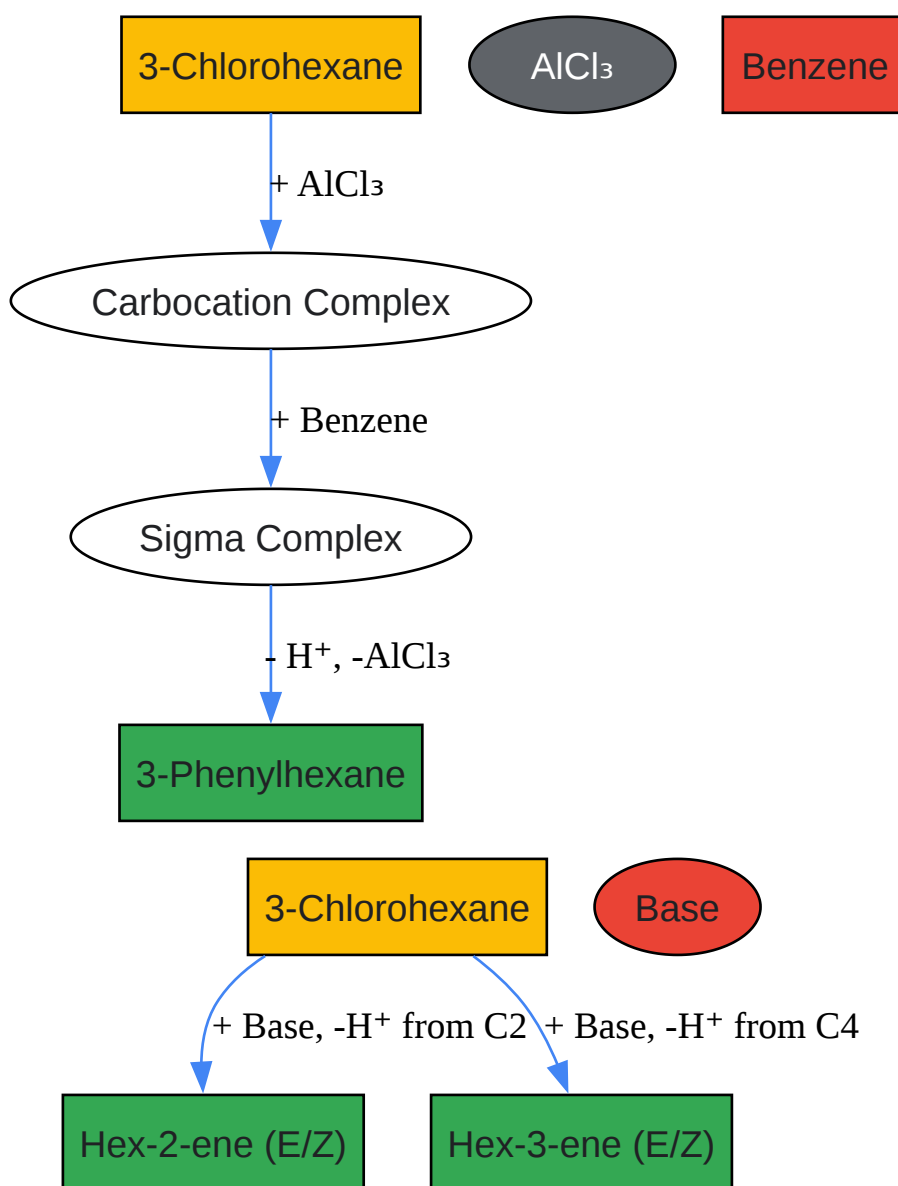 3-Chlorohexane
AlCl₃
Benzene
+ AlCl₃
Carbocation Complex
+ Benzene
Sigma Complex
- H⁺, -AlCl₃
3-Phenylhexane
3-Chlorohexane
Base
+ Base, -H⁺ from C2
+ Base, -H⁺ from C4
Hex-2-ene (E/Z)
Hex-3-ene (E/Z)